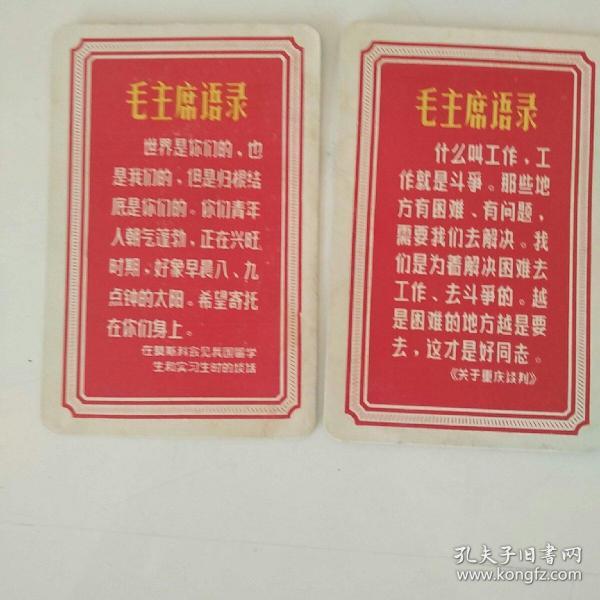 毛主席语录
世界是你们的，也
是我们的，但是归根结
底是你们的。你们青年
人朝气蓬勃，正在兴旺
时期，好象早晨八、九
点钟的太阳。希望寄托
在你们身上。
在莫斯科会见我国留学
生和实习生时的谈话
毛主席语录
什么叫工作，工
作就是斗爭。那些地
方有困难、有问题，
需要我们去解决。我
们是为着解决困难去
工作、去斗爭的。越
是困难的地方越是要
去，这才是好同志。
《关于重庆谈判》
孔夫子旧书网
www.kongfz.com